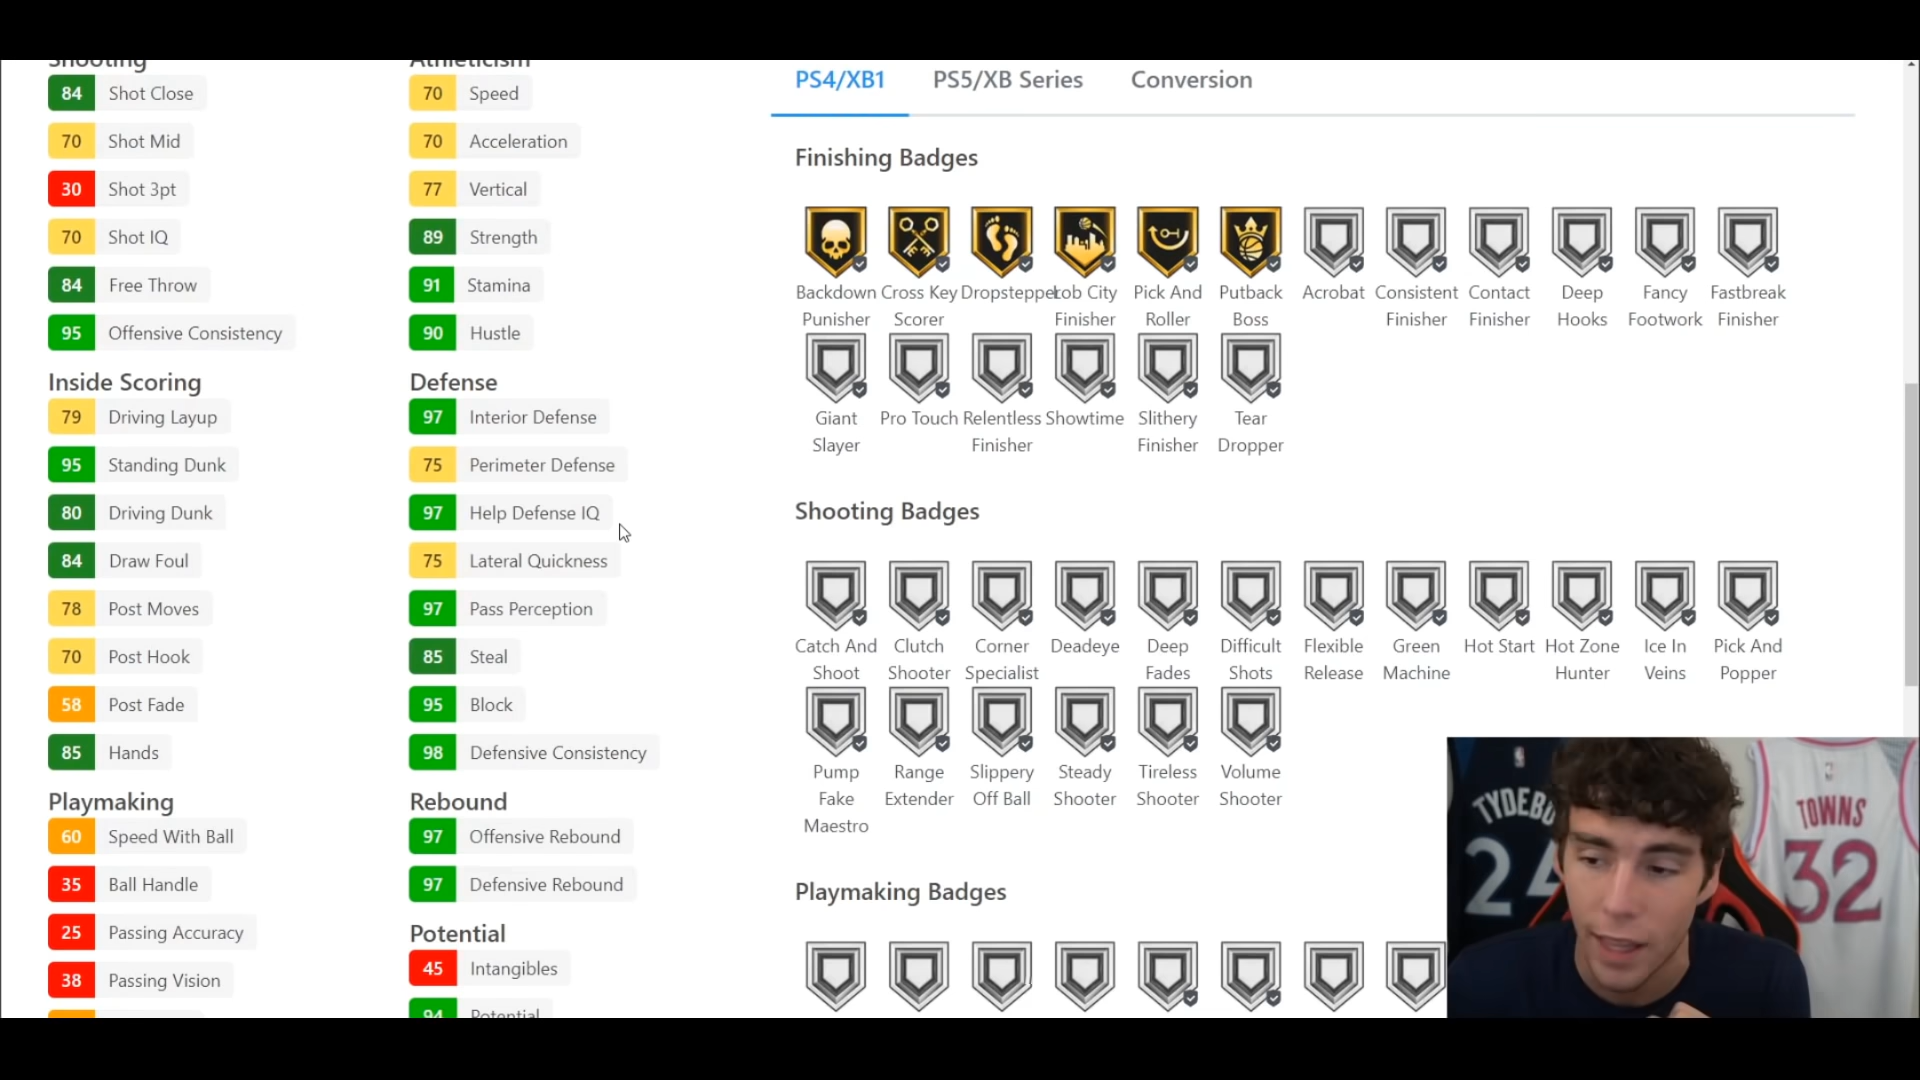 Shooting
84 Shot Close
70 Shot Mid
30 Shot 3pt
70 Shot IQ
84 Free Throw
95 Offensive Consistency
Inside Scoring
79 Driving Layup
95 Standing Dunk
80 Driving Dunk
84 Draw Foul
78 Post Moves
70 Post Hook
58 Post Fade
85 Hands
Playmaking
60 Speed With Ball
35 Ball Handle
25 Passing Accuracy
38 Passing Vision
Athleticism
70 Speed
70 Acceleration
77 Vertical
89 Strength
91 Stamina
90 Hustle
Defense
97 Interior Defense
75 Perimeter Defense
97 Help Defense IQ
75 Lateral Quickness
97 Pass Perception
85 Steal
95 Block
98 Defensive Consistency
Rebound
97 Offensive Rebound
97 Defensive Rebound
Potential
45 Intangibles
94 Potential
PS4/XB1 PS5/XB Series Conversion
Finishing Badges
Backdown Cross Key Dropstepper Lob City Pick And Putback Acrobat Consistent Contact Deep Fancy Fastbreak
Punisher Scorer Finisher Roller Boss Finisher Finisher Hooks Footwork Finisher
Giant Pro Touch Relentless Showtime Slithery Tear
Slayer Finisher Finisher Dropper
Shooting Badges
Catch And Clutch Corner Deadeye Deep Difficult Flexible Green Hot Start Hot Zone Ice In Pick And
Shoot Shooter Specialist Fades Shots Release Machine Hunter Veins Popper
Pump Range Slippery Steady Tireless Volume
Fake Extender Off Ball Shooter Shooter Shooter
Maestro
Playmaking Badges
TOWNS
32